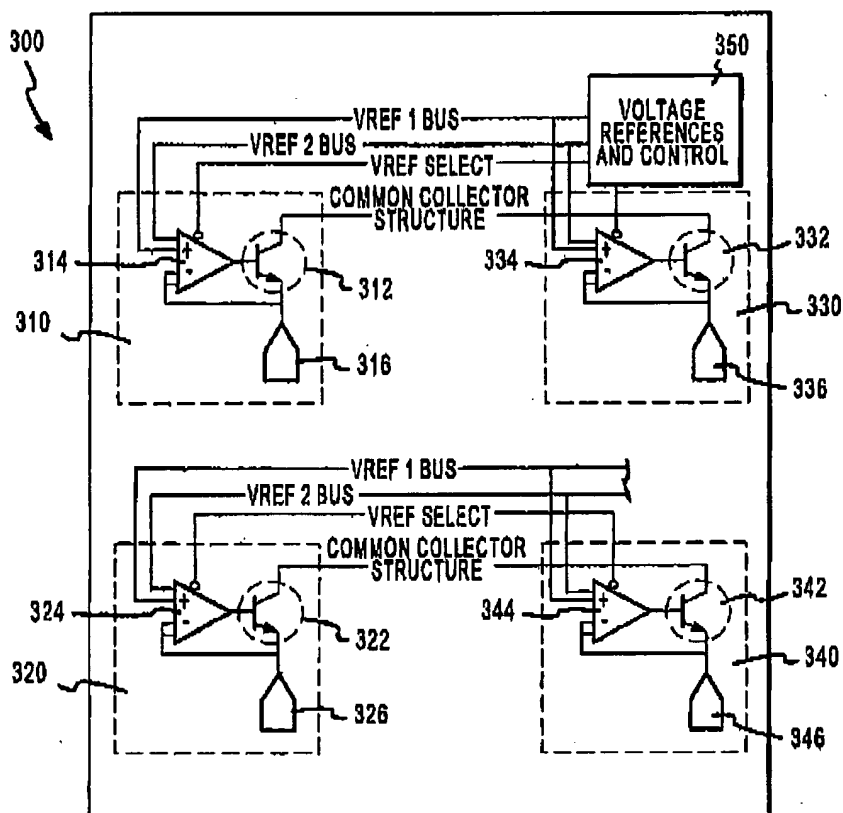 300
350
VOLTAGE
REFERENCES
AND CONTROL
VREF 1 BUS
VREF 2 BUS
VREF SELECT
COMMON COLLECTOR
STRUCTURE
314
+
-
312
334
+
-
332
310
316
330
336
VREF 1 BUS
VREF 2 BUS
VREF SELECT
COMMON COLLECTOR
STRUCTURE
324
+
-
322
344
+
-
342
320
326
340
346